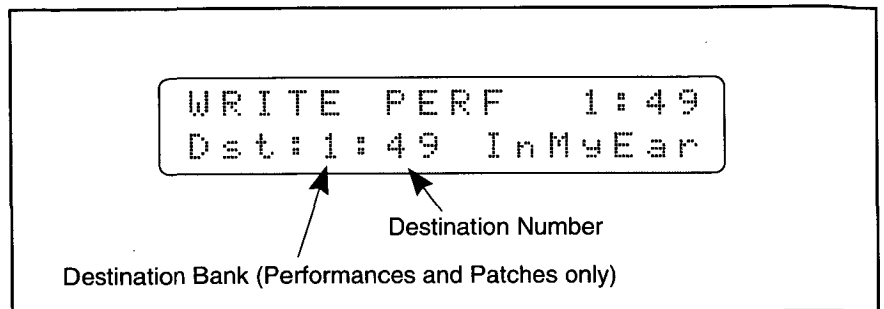 WRITE PERF 1:49
Dst:1:49 InMyEar
Destination Number
Destination Bank (Performances and Patches only)